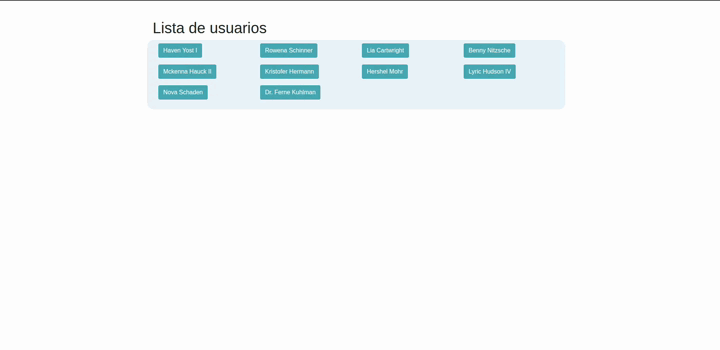 Lista de usuarios
Haven Yost I Rowena Schinner Lia Cartwright Benny Nitzsche
Mckenna Hauck II Kristofer Hermann Hershel Mohr Lyric Hudson IV
Nova Schaden Dr. Ferne Kuhlman